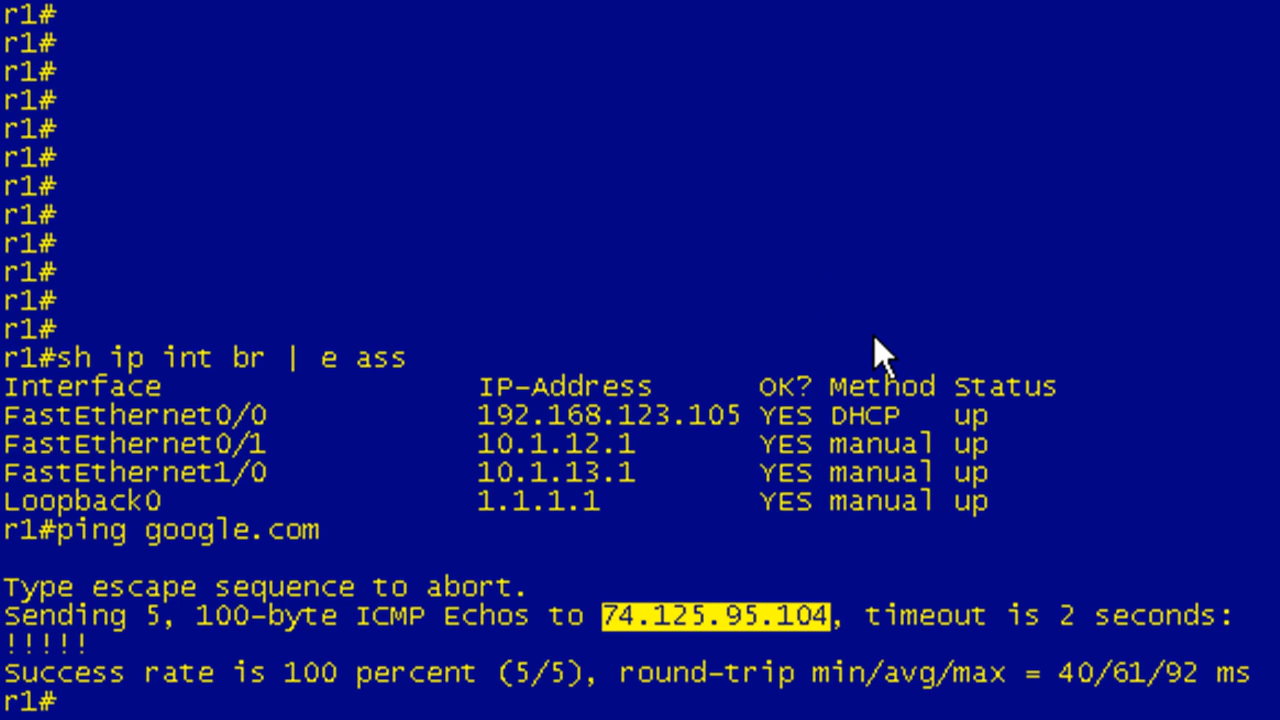 r1#
r1#
r1#
r1#
r1#
r1#
r1#
r1#
r1#
r1#
r1#
r1#
r1#sh ip int br | e ass
Interface IP-Address OK? Method Status
FastEthernet0/0 192.168.123.105 YES DHCP up
FastEthernet0/1 10.1.12.1 YES manual up
FastEthernet1/0 10.1.13.1 YES manual up
Loopback0 1.1.1.1 YES manual up
r1#ping google.com
Type escape sequence to abort.
Sending 5, 100-byte ICMP Echos to 74.125.95.104, timeout is 2 seconds:
!!!!!
Success rate is 100 percent (5/5), round-trip min/avg/max = 40/61/92 ms
r1#